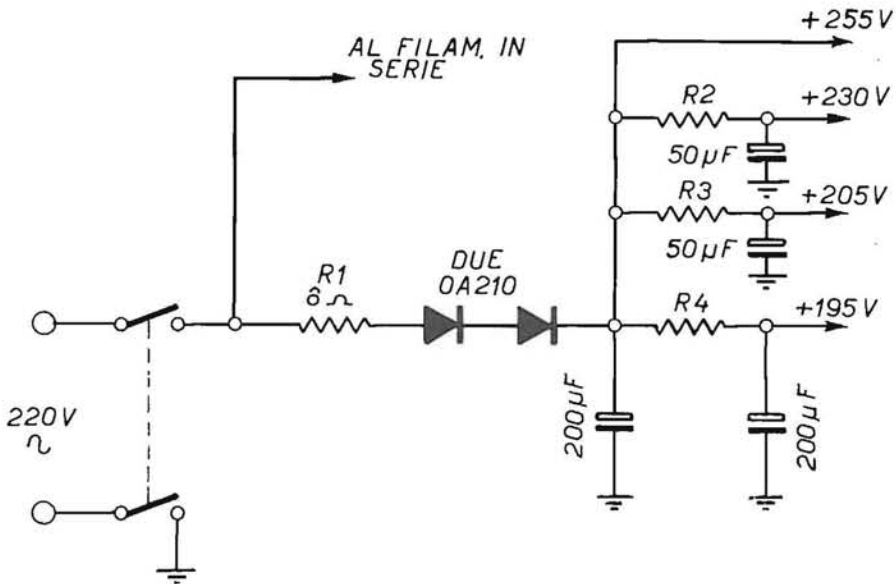 +255V
AL FILAM. IN
SERIE
R2
+230V
50µF
R3
+205V
50µF
R1
DUE
OA210
R4
+195V
220V
200µF
200µF